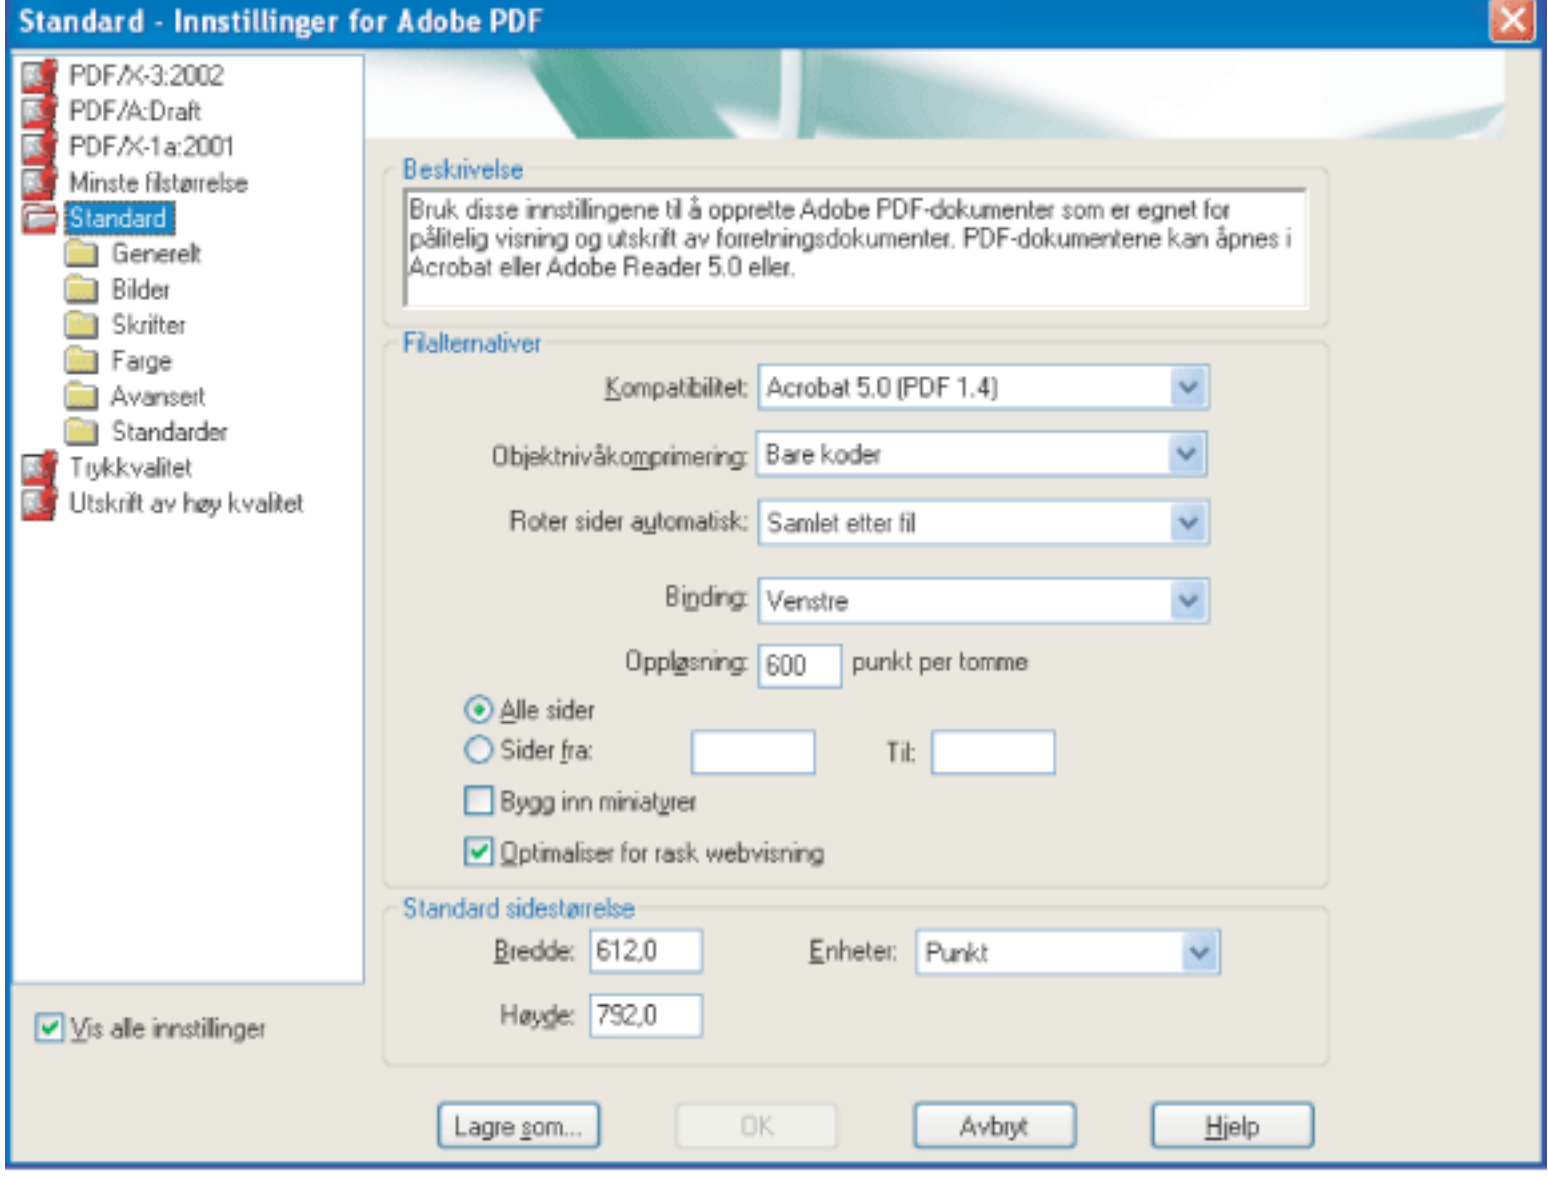 Standard - Innstillinger for Adobe PDF
PDF/X-3:2002
PDF/A:Draft
PDF/X-1a:2001
Minste filstørrelse
Standard
Generelt
Bilder
Skrifter
Farge
Avansert
Standarder
Trykkvalitet
Utskrift av høy kvalitet
Vis alle innstillinger
Beskrivelse
Bruk disse innstillingene til å opprette Adobe PDF-dokumenter som er egnet for
pålitelig visning og utskrift av forretningsdokumenter. PDF-dokumentene kan åpnes i
Acrobat eller Adobe Reader 5.0 eller.
Filalternativer
Kompatibilitet: Acrobat 5.0 (PDF 1.4)
Objektnivåkomprimering: Bare koder
Roter sider automatisk: Samlet etter fil
Binding: Venstre
Oppløsning: 600 punkt per tomme
Alle sider
Sider fra: Til:
Bygg inn miniatyrer
Optimaliser for rask webvisning
Standard sidestørrelse
Bredde: 612,0 Enheter: Punkt
Høyde: 792,0
Lagre som... OK Avbryt Hjelp